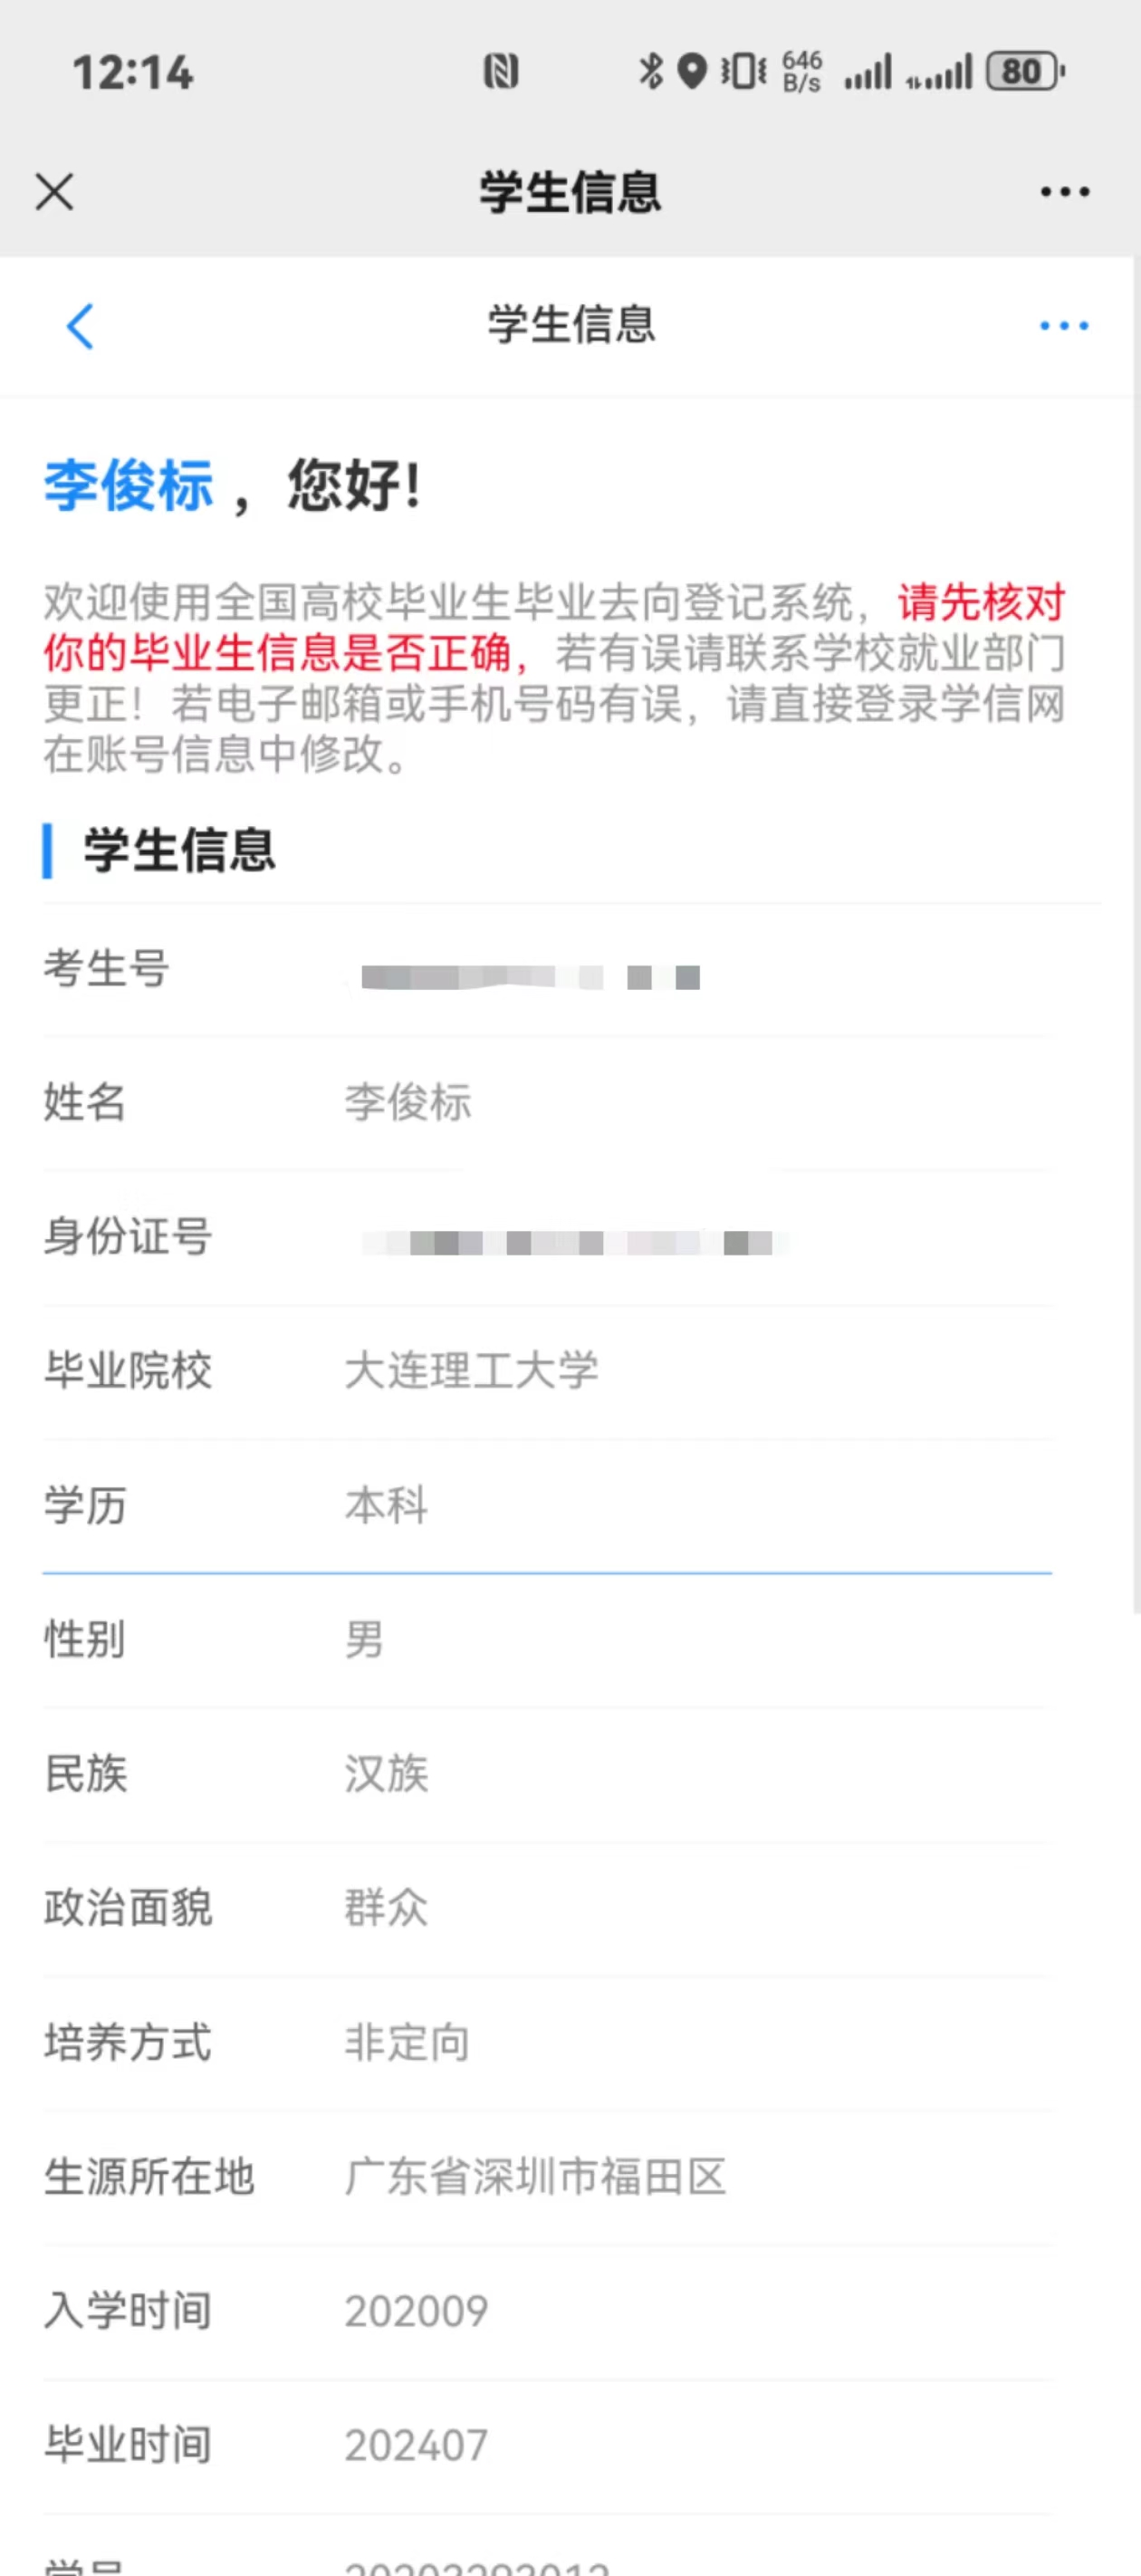 12:14
646
B/s
80
学生信息
学生信息
李俊标，您好!
欢迎使用全国高校毕业生毕业去向登记系统，请先核对
你的毕业生信息是否正确，若有误请联系学校就业部门
更正！若电子邮箱或手机号码有误，请直接登录学信网
在账号信息中修改。
学生信息
考生号
姓名 李俊标
身份证号
毕业院校 大连理工大学
学历 本科
性别 男
民族 汉族
政治面貌 群众
培养方式 非定向
生源所在地 广东省深圳市福田区
入学时间 202009
毕业时间 202407